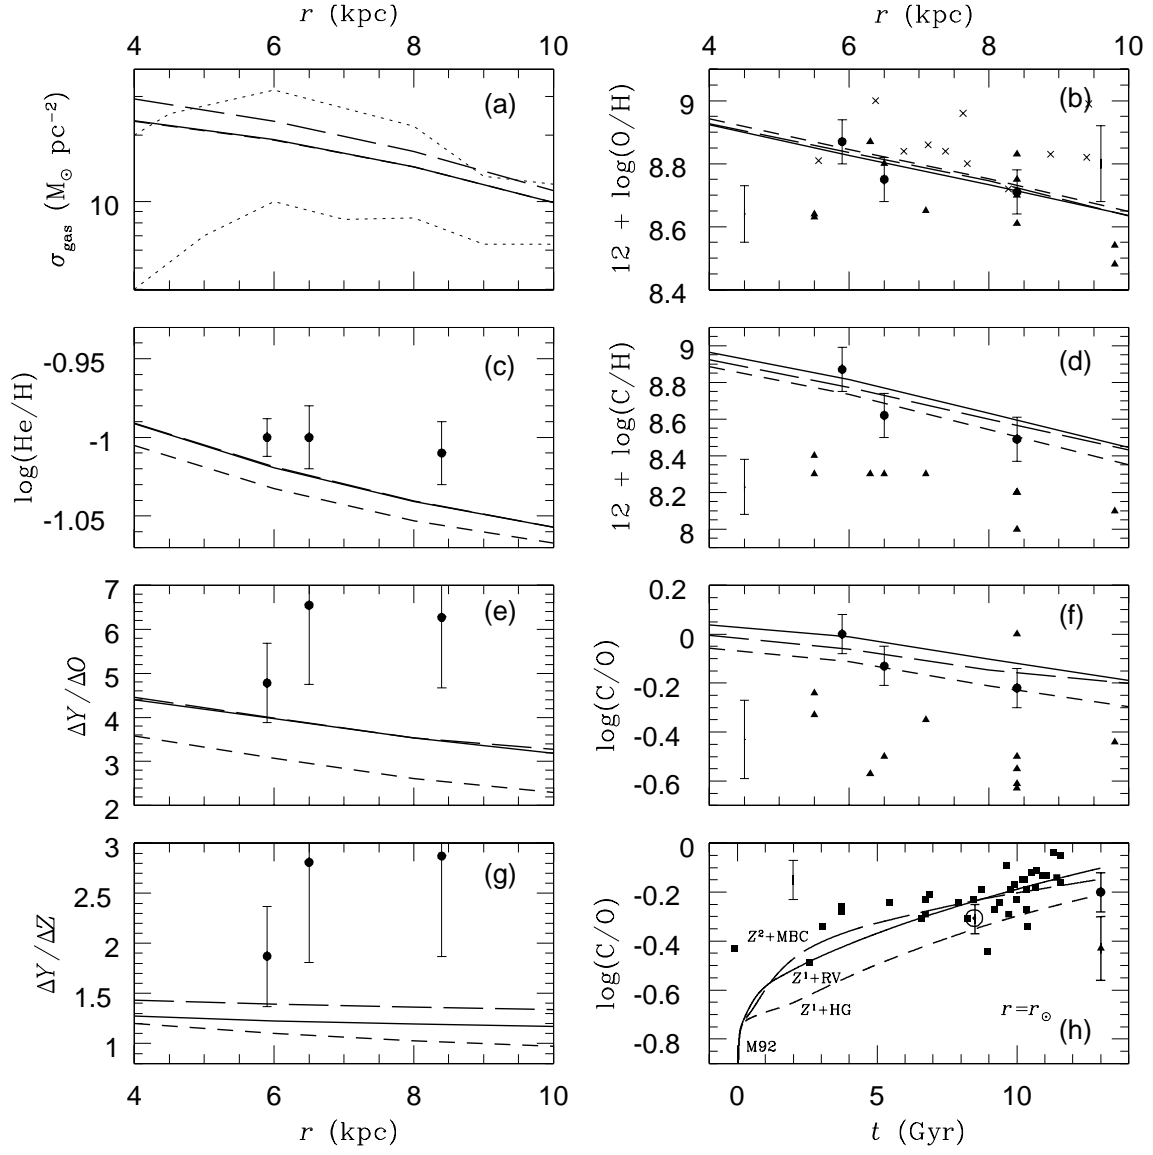 r (kpc)
r (kpc)
4 6 8 10
4 6 8 10
(a)
10
σgas (M⊙ pc−2)
(b)
9
8.8
8.6
8.4
12 + log(O/H)
(c)
-0.95
-1
-1.05
log(He/H)
(d)
9
8.8
8.6
8.4
8.2
8
12 + log(C/H)
(e)
7
6
5
4
3
2
ΔY/ΔO
(f)
0.2
0
-0.2
-0.4
-0.6
log(C/O)
(g)
3
2.5
2
1.5
1
ΔY/ΔZ
4 6 8 10
r (kpc)
0
-0.2
-0.4
-0.6
-0.8
log(C/O)
Z2+MBC
Z1+RV
Z1+HG
r=r⊙
(h)
M92
0 5 10
t (Gyr)